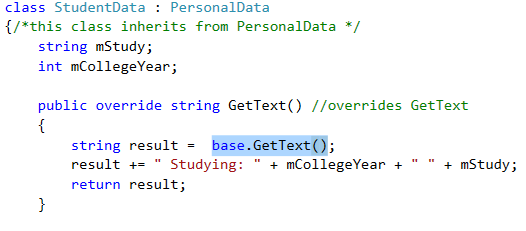 class StudentData : PersonalData
{/*this class inherits from PersonalData */
    string mStudy;
    int mCollegeYear;

    public override string GetText() //overrides GetText
    {
        string result =  base.GetText();
        result += " Studying: " + mCollegeYear + " " + mStudy;
        return result;
    }